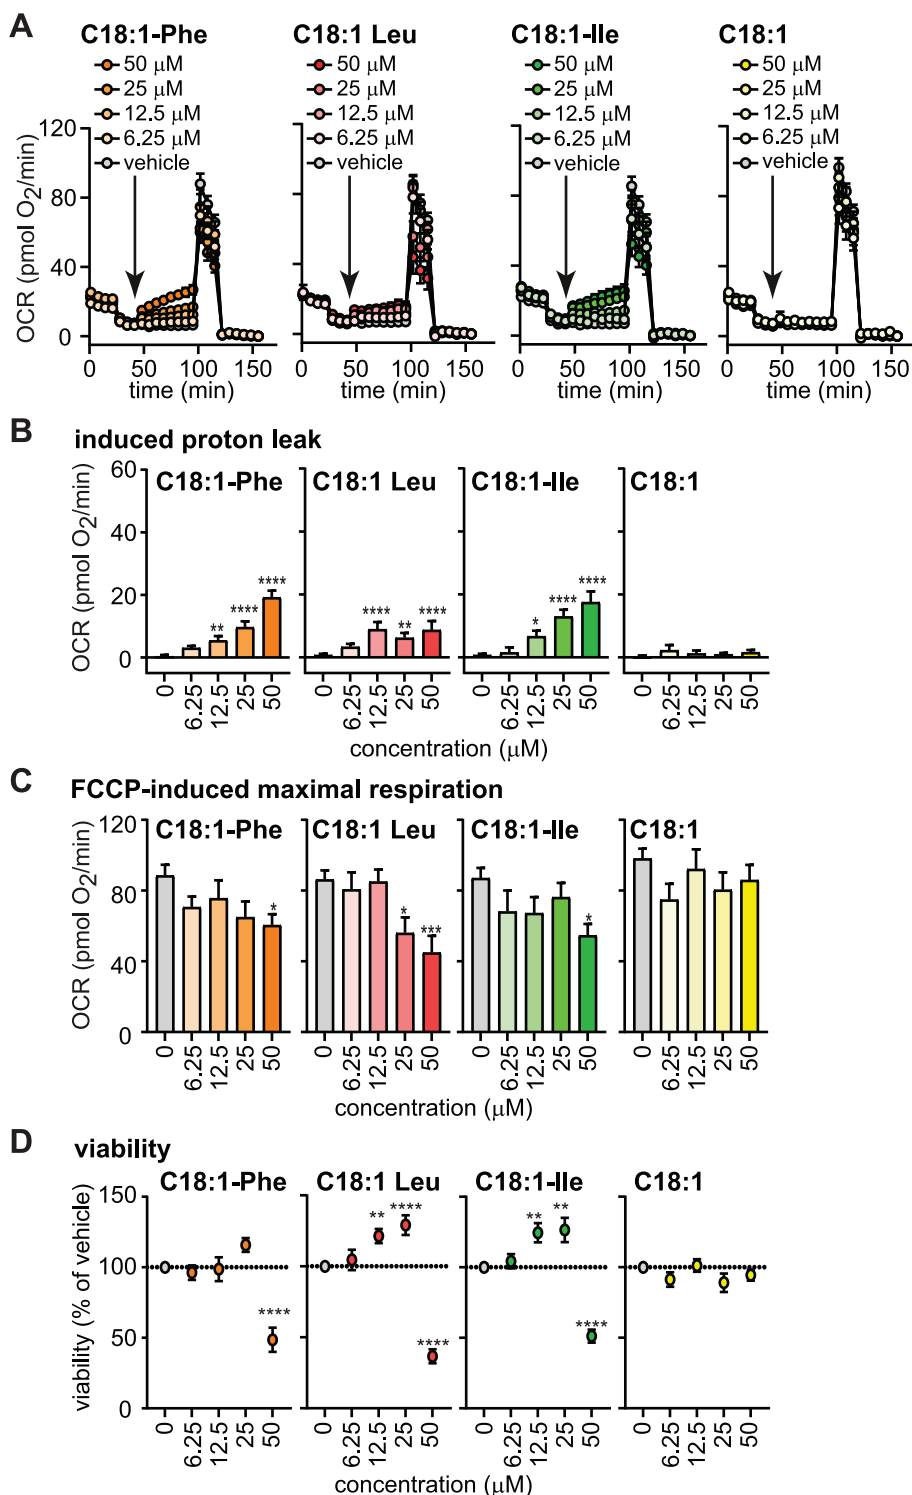 A
C18:1-Phe C18:1 Leu C18:1-Ile C18:1
50 μM 50 μM 50 μM 50 μM
25 μM 25 μM 25 μM 25 μM
12.5 μM 12.5 μM 12.5 μM 12.5 μM
6.25 μM 6.25 μM 6.25 μM 6.25 μM
vehicle vehicle vehicle vehicle
OCR (pmol O2/min)
120
80
40
0
0 50 100 150 0 50 100 150 0 50 100 150 0 50 100 150
time (min) time (min) time (min) time (min)
B induced proton leak
C18:1-Phe C18:1 Leu C18:1-Ile C18:1
OCR (pmol O2/min)
60
40
20
0
** **** **** **** ** **** * **** ****
0 6.25 12.5 25 50 0 6.25 12.5 25 50 0 6.25 12.5 25 50 0 6.25 12.5 25 50
concentration (μM)
C FCCP-induced maximal respiration
C18:1-Phe C18:1 Leu C18:1-Ile C18:1
OCR (pmol O2/min)
120
80
40
0
* * *** *
0 6.25 12.5 25 50 0 6.25 12.5 25 50 0 6.25 12.5 25 50 0 6.25 12.5 25 50
concentration (μM)
D viability
C18:1-Phe C18:1 Leu C18:1-Ile C18:1
viability (% of vehicle)
150
100
50
0
**** ** **** **** ** ** ****
0 6.25 12.5 25 50 0 6.25 12.5 25 50 0 6.25 12.5 25 50 0 6.25 12.5 25 50
concentration (μM)